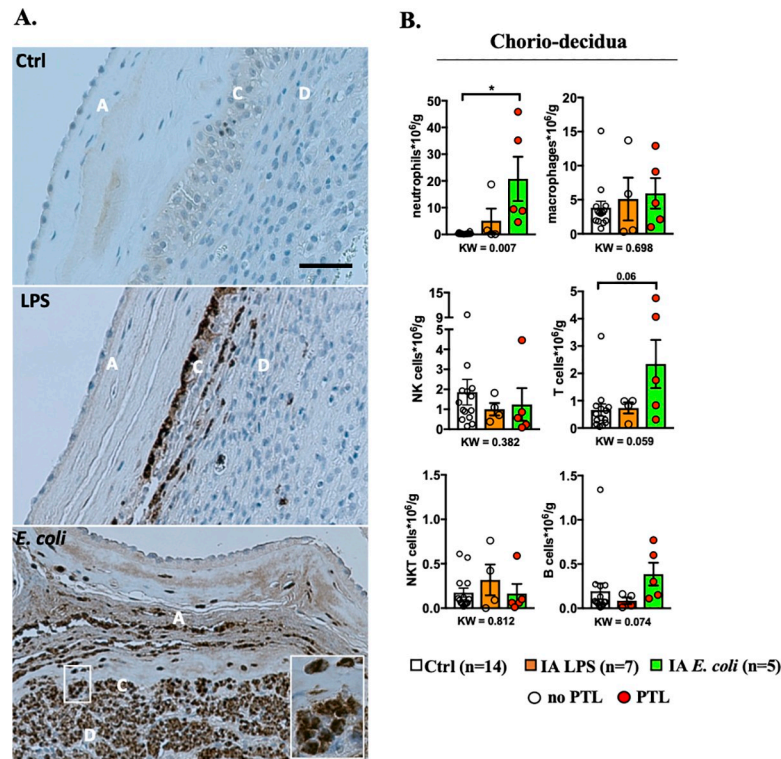 A.
Ctrl
A
C
D
LPS
A
C
D
E. coli
A
C
D
B.
Chorio-decidua
*
neutrophils*10⁶/g
60
50
40
30
20
10
0
KW = 0.007
macrophages*10⁶/g
20
15
10
5
0
KW = 0.698
NK cells*10⁶/g
15
9
5
4
3
2
1
0
KW = 0.382
0.06
T cells*10⁶/g
5
4
3
2
1
0
KW = 0.059
NKT cells*10⁶/g
1.5
1.0
0.5
0.0
KW = 0.812
B cells*10⁶/g
1.5
1.0
0.5
0.0
KW = 0.074
Ctrl (n=14) IA LPS (n=7) IA E. coli (n=5)
no PTL PTL